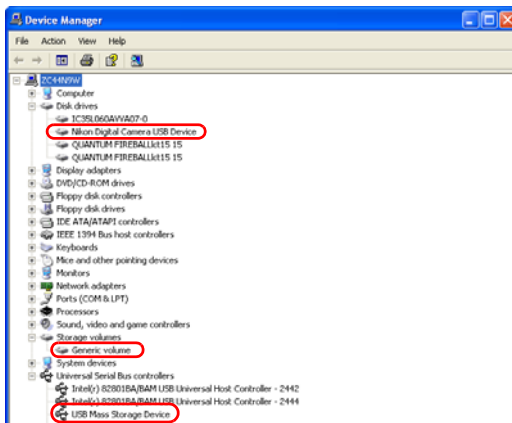 Device Manager
File Action View Help
ZC44N9W
Computer
Disk drives
IC35L060AVVA07-0
Nikon Digital Camera USB Device
QUANTUM FIREBALLlct15 15
QUANTUM FIREBALLlct15 15
Display adapters
DVD/CD-ROM drives
Floppy disk controllers
Floppy disk drives
IDE ATA/ATAPI controllers
IEEE 1394 Bus host controllers
Keyboards
Mice and other pointing devices
Monitors
Network adapters
Ports (COM & LPT)
Processors
Sound, video and game controllers
Storage volumes
Generic volume
System devices
Universal Serial Bus controllers
Intel(r) 82801BA/BAM USB Universal Host Controller - 2442
Intel(r) 82801BA/BAM USB Universal Host Controller - 2444
USB Mass Storage Device